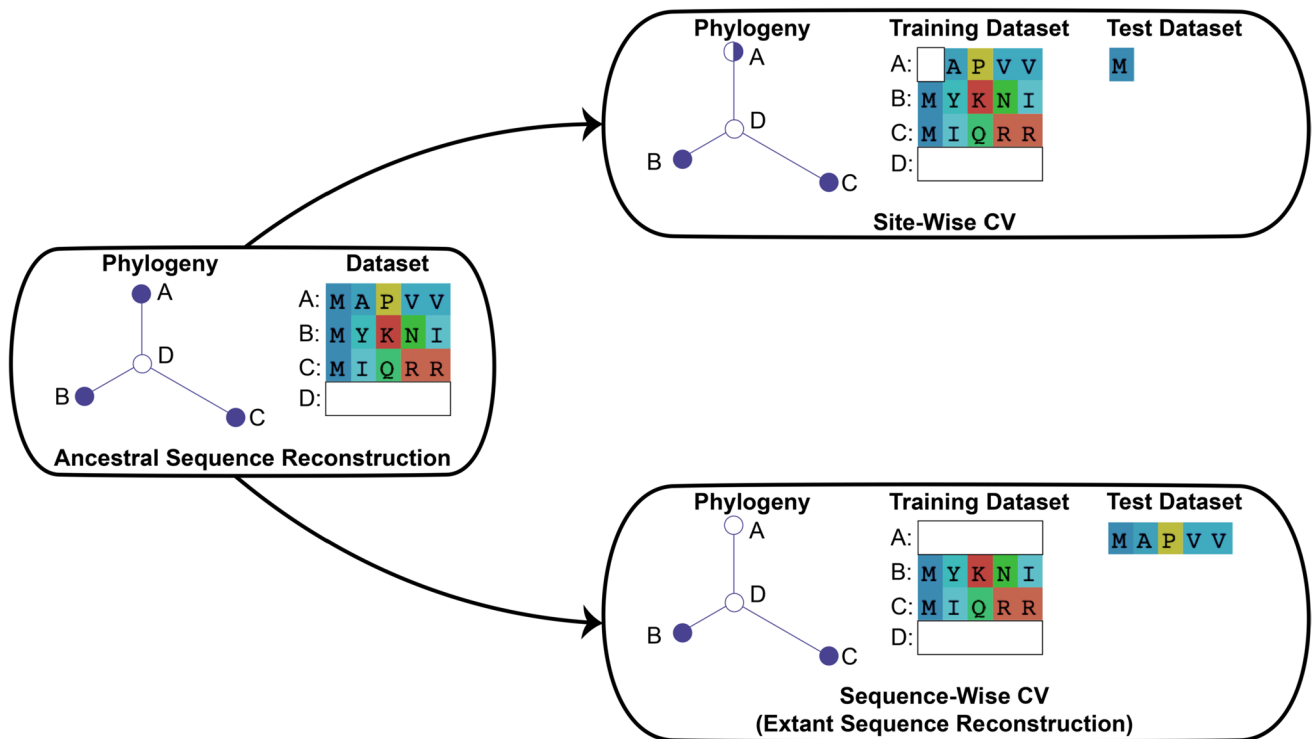 Phylogeny Training Dataset Test Dataset
A A: A P V V M
B: M Y K N I
D C: M I Q R R
B D:
C
Site-Wise CV
Phylogeny Dataset
A A: M A P V V
B: M Y K N I
D C: M I Q R R
B D:
C
Ancestral Sequence Reconstruction
Phylogeny Training Dataset Test Dataset
A A: M A P V V
B: M Y K N I
D C: M I Q R R
B D:
C
Sequence-Wise CV
(Extant Sequence Reconstruction)